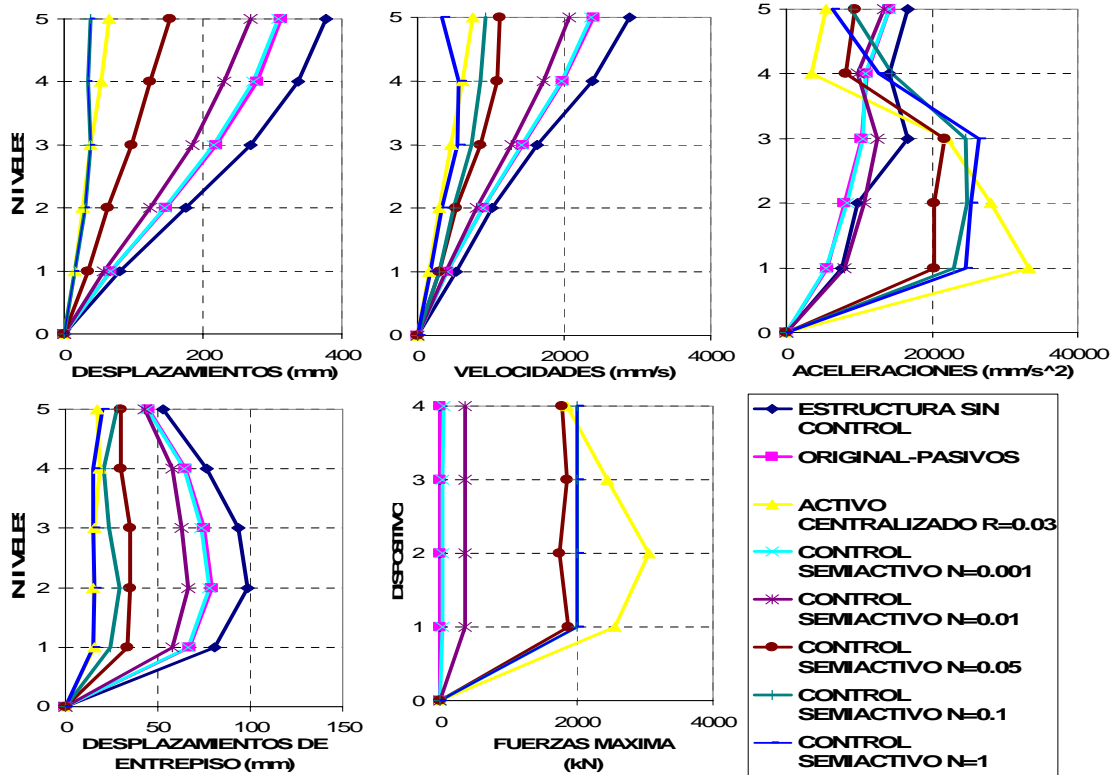 5
4
3
2
1
0
NIVELES
0
200
400
DESPLAZAMIENTOS (mm)
5
4
3
2
1
0
0
2000
4000
VELOCIDADES (mm/s)
5
4
3
2
1
0
0
20000
40000
ACELERACIONES (mm/s^2)
5
4
3
2
1
0
NIVELES
0
50
100
150
DESPLAZAMIENTOS DE
ENTREPISO (mm)
4
3
2
1
0
DISPOSITIVO
0
2000
4000
FUERZAS MAXIMA
(kN)
ESTRUCTURA SIN
CONTROL
ORIGINAL-PASIVOS
ACTIVO
CENTRALIZADO R=0.03
CONTROL
SEMIACTIVO N=0.001
CONTROL
SEMIACTIVO N=0.01
CONTROL
SEMIACTIVO N=0.05
CONTROL
SEMIACTIVO N=0.1
CONTROL
SEMIACTIVO N=1